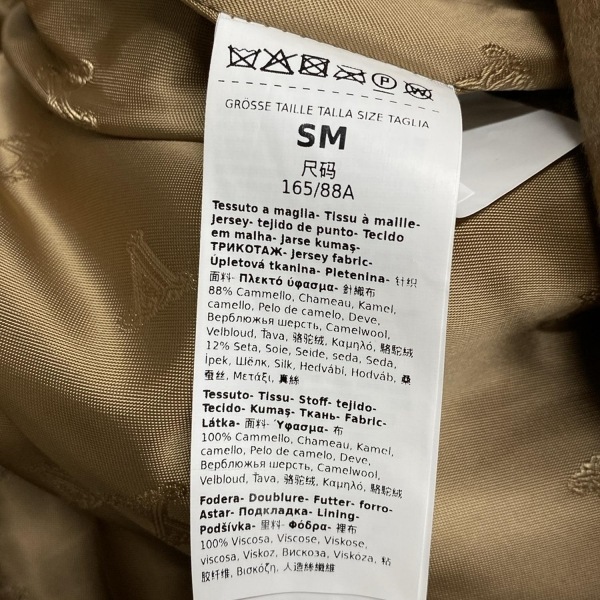 GRÖSSE TAILLE TALLA SIZE TAGLIA
SM
尺码
165/88A
Tessuto a maglia- Tissu à maille-
Jersey- tejido de punto- Tecido
em malha- Jarse kumaş-
ТРИКОТАЖ- Jersey fabric-
Úpletová tkanina- Pletenina- 针织
面料- Πλεκτό ύφασμα- 針織布
88% Cammello, Chameau, Kamel,
camello, Pelo de camelo, Deve,
Верблюжья шерсть, Camelwool,
Velbloud, Ťava, 骆驼绒, Καμηλό, 駱駝絨
12% Seta, Soie, Seide, seda, Seda,
İpek, Шёлк, Silk, Hedvábí, Hodváb, 桑
蚕丝, Μετάξι, 真絲
Tessuto- Tissu- Stoff- tejido-
Tecido- Kumaş- Ткань- Fabric-
Látka- 面料- Ύφασμα- 布
100% Cammello, Chameau, Kamel,
camello, Pelo de camelo, Deve,
Верблюжья шерсть, Camelwool,
Velbloud, Ťava, 骆驼绒, Καμηλό, 駱駝絨
Fodera- Doublure- Futter- forro-
Astar- Подкладка- Lining-
Podšívka- 里料- Φόδρα- 裡布
100% Viscosa, Viscose, Viskose,
viscosa, Viskoz, Вискоза, Viskóza, 粘
胶纤维, Βισκόζη, 人造絲纖維